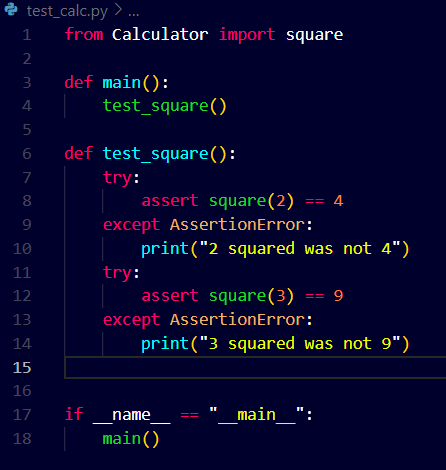 test_calc.py > ...
1 from Calculator import square
2
3 def main():
4     test_square()
5
6 def test_square():
7     try:
8         assert square(2) == 4
9     except AssertionError:
10         print("2 squared was not 4")
11     try:
12         assert square(3) == 9
13     except AssertionError:
14         print("3 squared was not 9")
15
16
17 if __name__ == "__main__":
18     main()